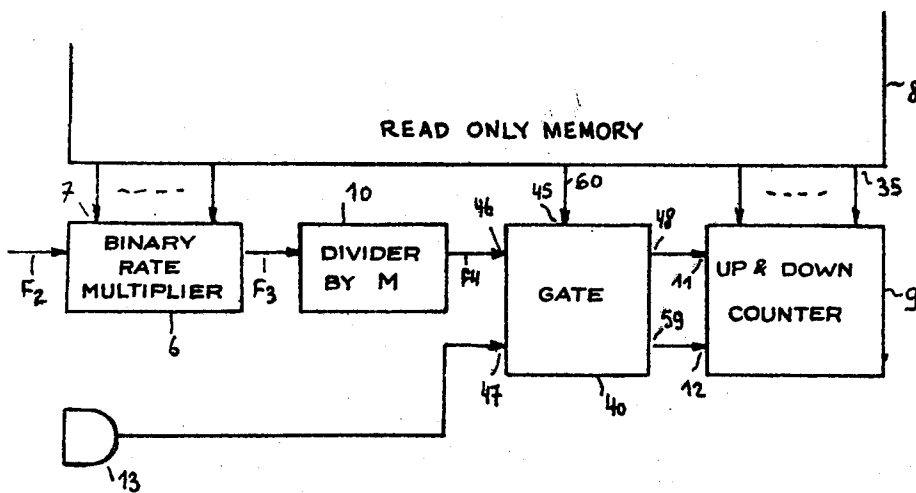 8
READ ONLY MEMORY
7
10
45
60
35
46
48
BINARY
RATE
MULTIPLIER
DIVIDER
BY M
GATE
UP & DOWN
COUNTER
F2
F3
F4
11
9
6
59
47
40
12
13